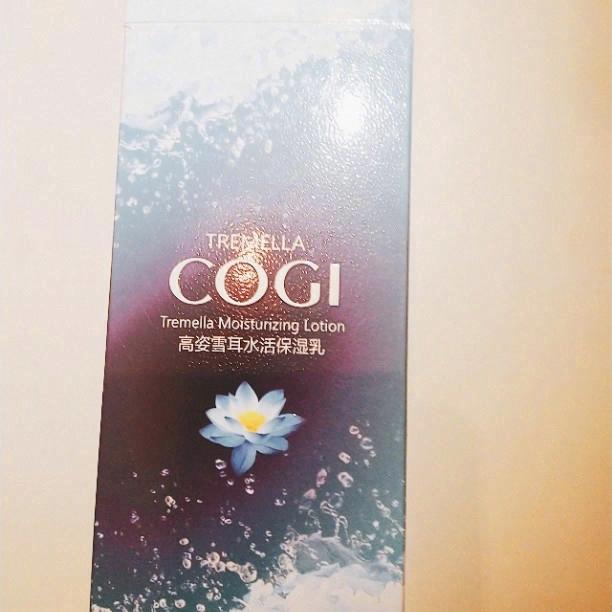 TREMELLA
COGI
Tremella Moisturizing Lotion
高姿雪耳水活保湿乳